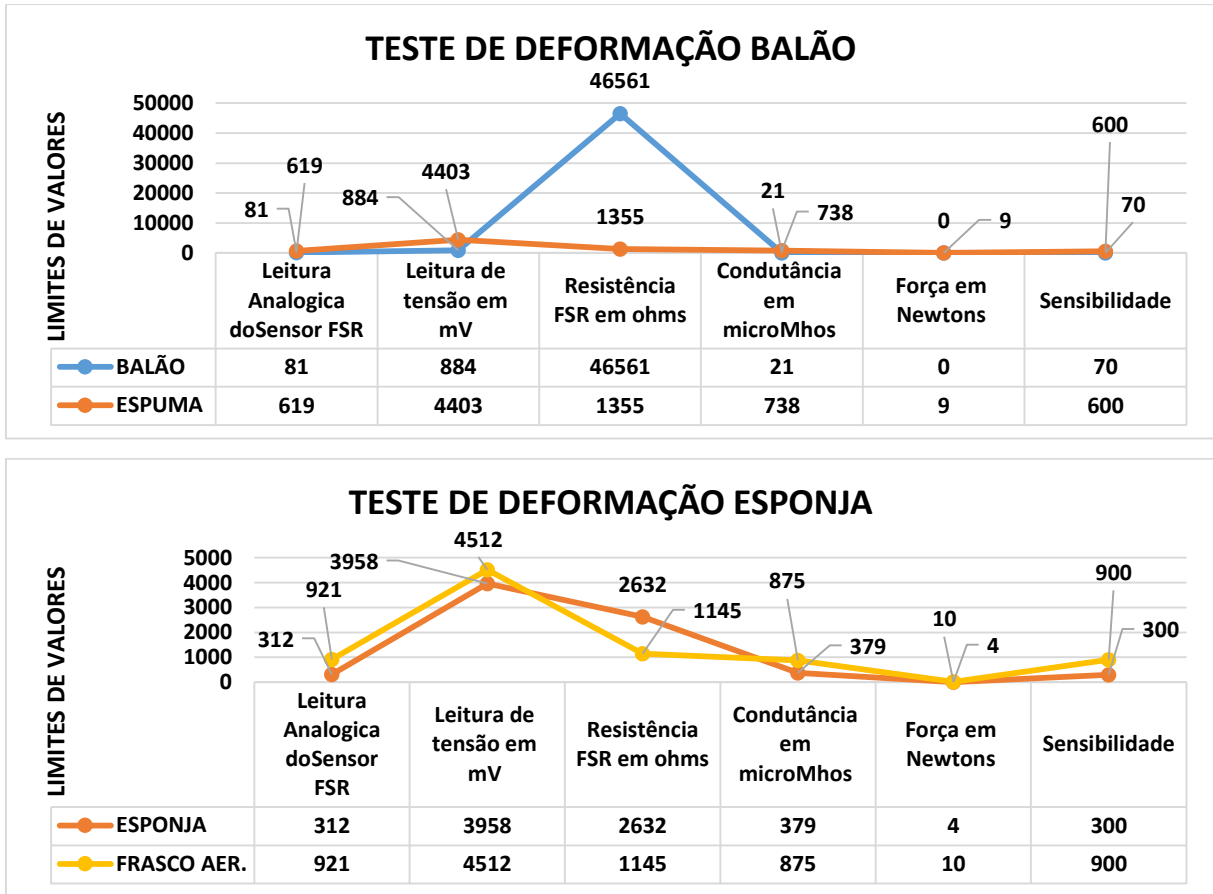 TESTE DE DEFORMAÇÃO BALÃO
LIMITES DE VALORES
50000
40000
30000
20000
10000
0
81
619
884
4403
46561
1355
21
738
0
9
600
70
Leitura
Analogica
doSensor FSR
Leitura de
tensão em
mV
Resistência
FSR em ohms
Condutância
em
microMhos
Força em
Newtons
Sensibilidade
BALÃO 81 884 46561 21 0 70
ESPUMA 619 4403 1355 738 9 600
TESTE DE DEFORMAÇÃO ESPONJA
LIMITES DE VALORES
5000
4000
3000
2000
1000
0
312
921
3958
4512
2632
1145
875
379
10
4
900
300
Leitura
Analogica
doSensor
FSR
Leitura de
tensão em
mV
Resistência
FSR em ohms
Condutância
em
microMhos
Força em
Newtons
Sensibilidade
ESPONJA 312 3958 2632 379 4 300
FRASCO AER. 921 4512 1145 875 10 900